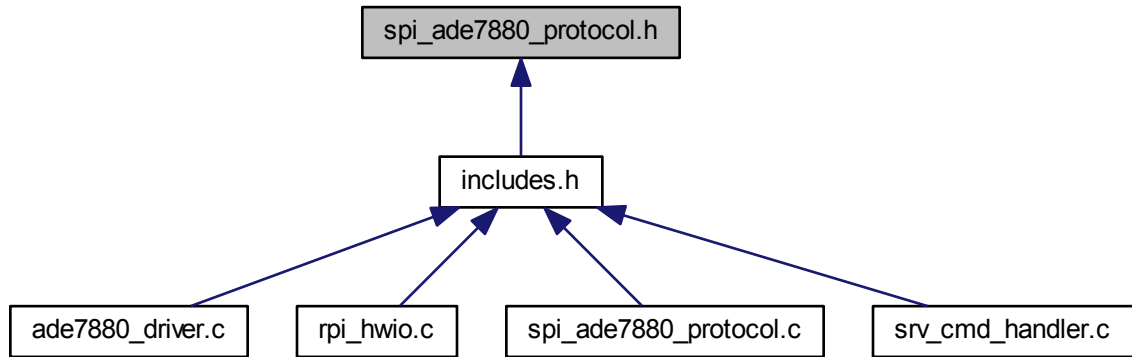 spi_ade7880_protocol.h
includes.h
ade7880_driver.c
rpi_hwio.c
spi_ade7880_protocol.c
srv_cmd_handler.c